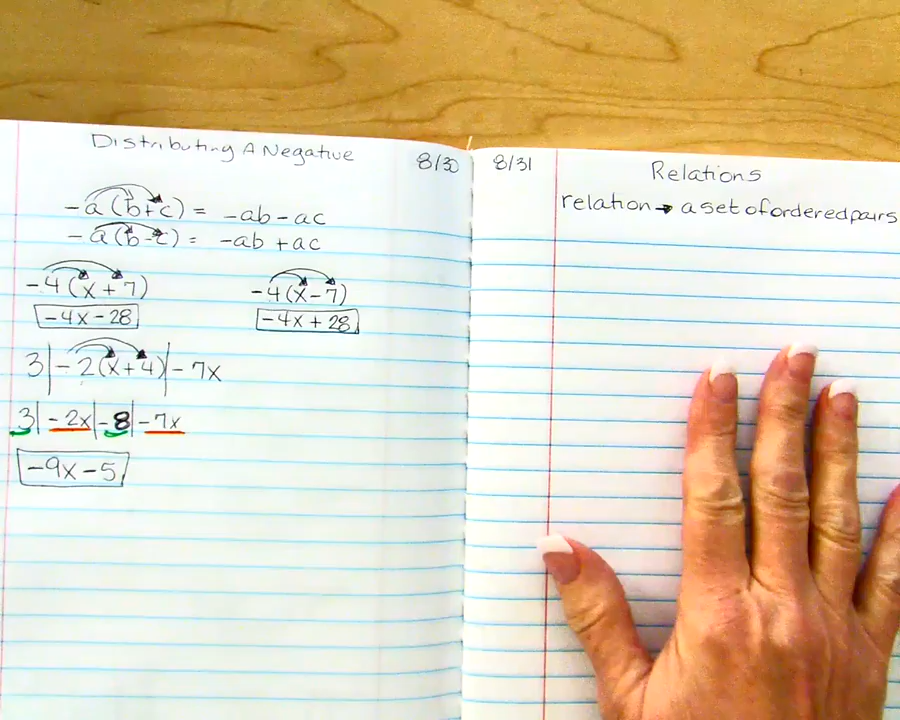 Distributing A Negative
8/30
-a(b+c) = -ab - ac
-a(b-c) = -ab + ac
-4(x+7)
-4(x-7)
-4x-28
-4x+28
3|-2(x+4)|-7x
3|-2x|-8|-7x
-9x-5
8/31
Relations
relation → a set of ordered pairs